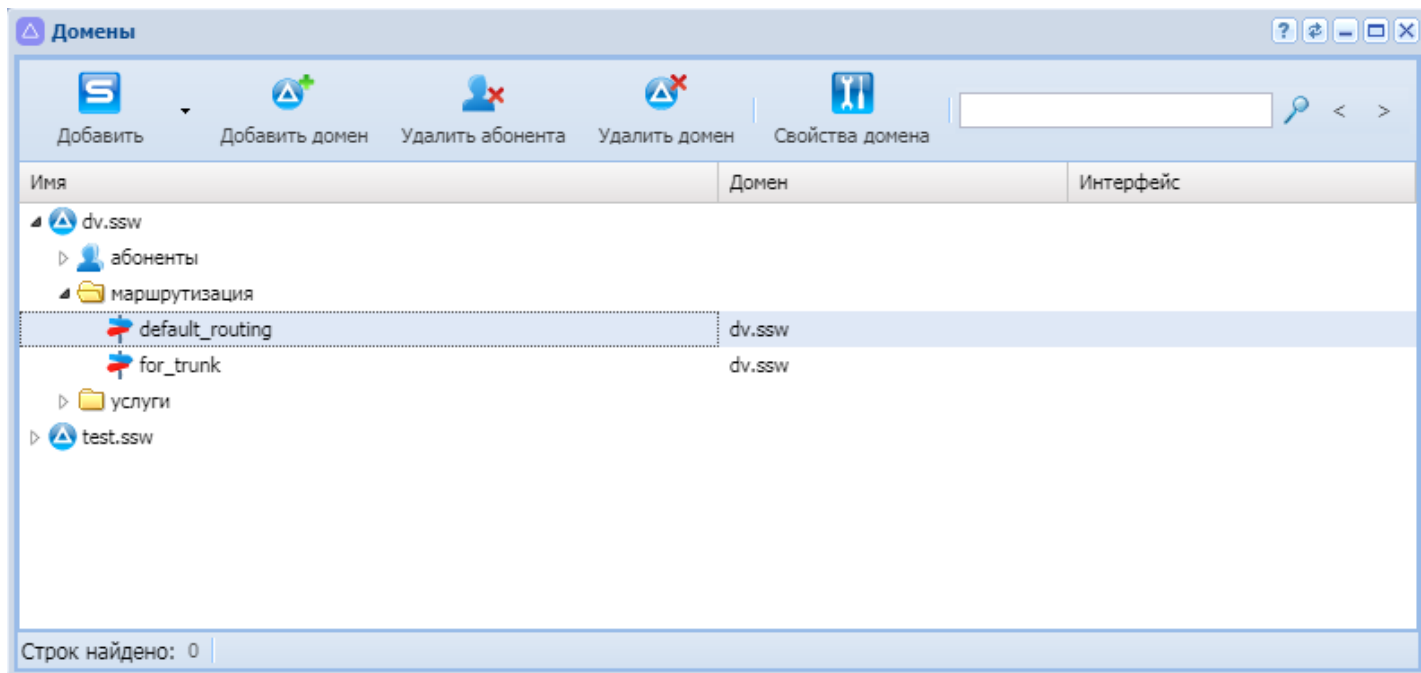 Домены
Добавить Добавить домен Удалить абонента Удалить домен Свойства домена < >
Имя Домен Интерфейс
dv.ssw
абоненты
маршрутизация
default_routing dv.ssw
for_trunk dv.ssw
услуги
test.ssw
Строк найдено: 0